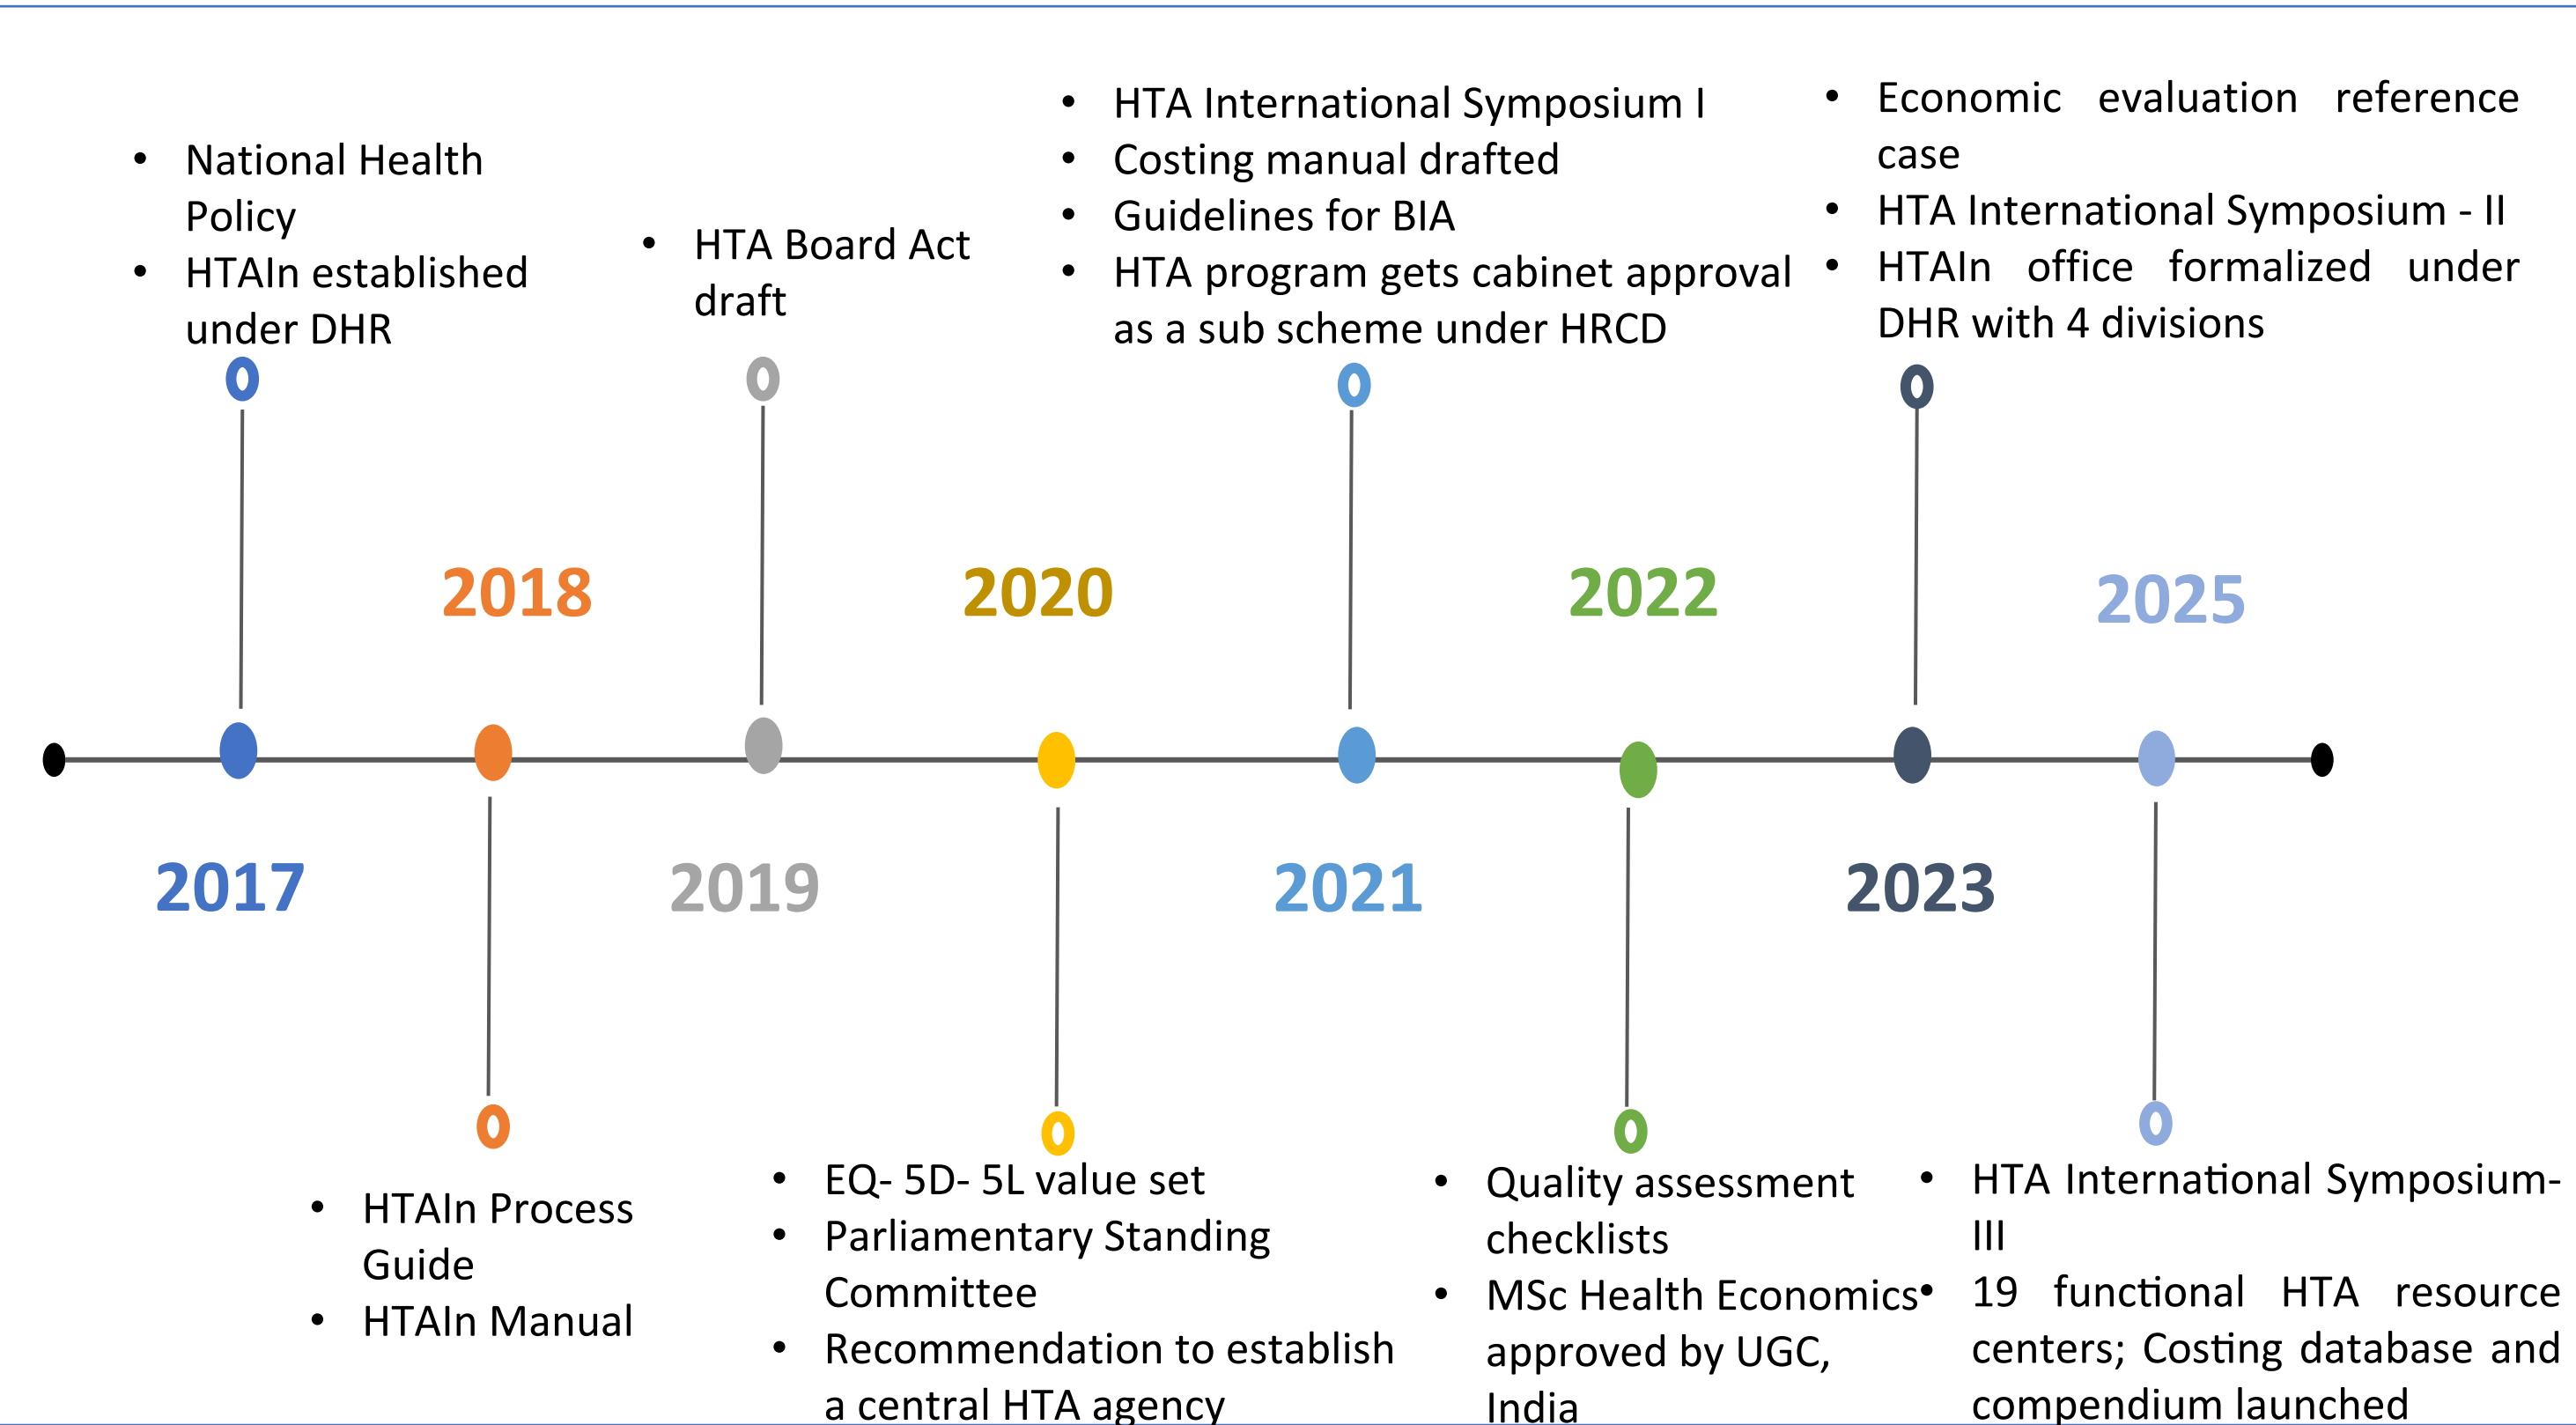 • National Health
Policy
• HTAIn established
under DHR
2017
2018
• HTAIn Process
Guide
• HTAIn Manual
• HTA Board Act
draft
2019
2020
• EQ- 5D- 5L value set
• Parliamentary Standing
Committee
• Recommendation to establish
a central HTA agency
• HTA International Symposium I
• Costing manual drafted
• Guidelines for BIA
• HTA program gets cabinet approval
as a sub scheme under HRCD
2021
2022
• Quality assessment
checklists
• MSc Health Economics
approved by UGC,
India
• Economic evaluation reference
case
• HTA International Symposium - II
• HTAIn office formalized under
DHR with 4 divisions
2023
2025
• HTA International Symposium-
III
• 19 functional HTA resource
centers; Costing database and
compendium launched